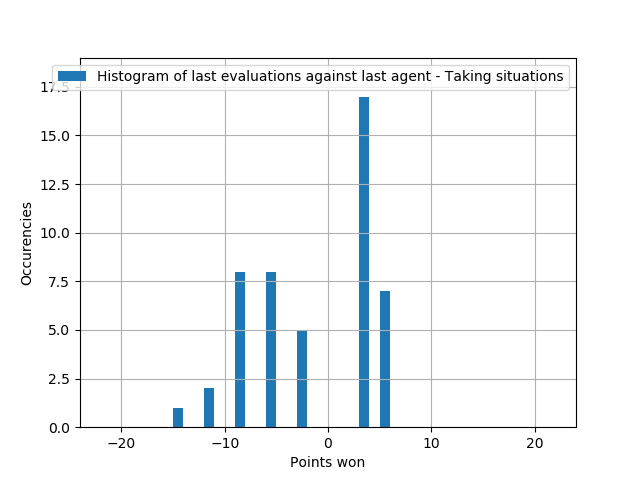 Histogram of last evaluations against last agent - Taking situations
17.5
15.0
12.5
10.0
7.5
5.0
2.5
0.0
Occurencies
−20 −10 0 10 20
Points won